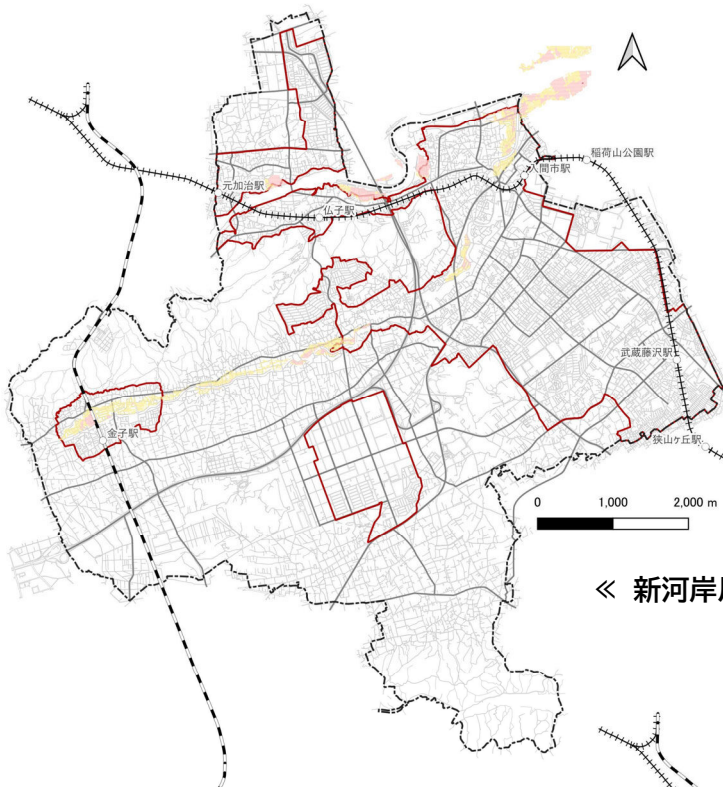 稲荷山公園駅
入間市駅
元加治駅
仏子駅
武蔵藤沢駅
金子駅
狭山ヶ丘駅
0 1,000 2,000 m
≪ 新河岸